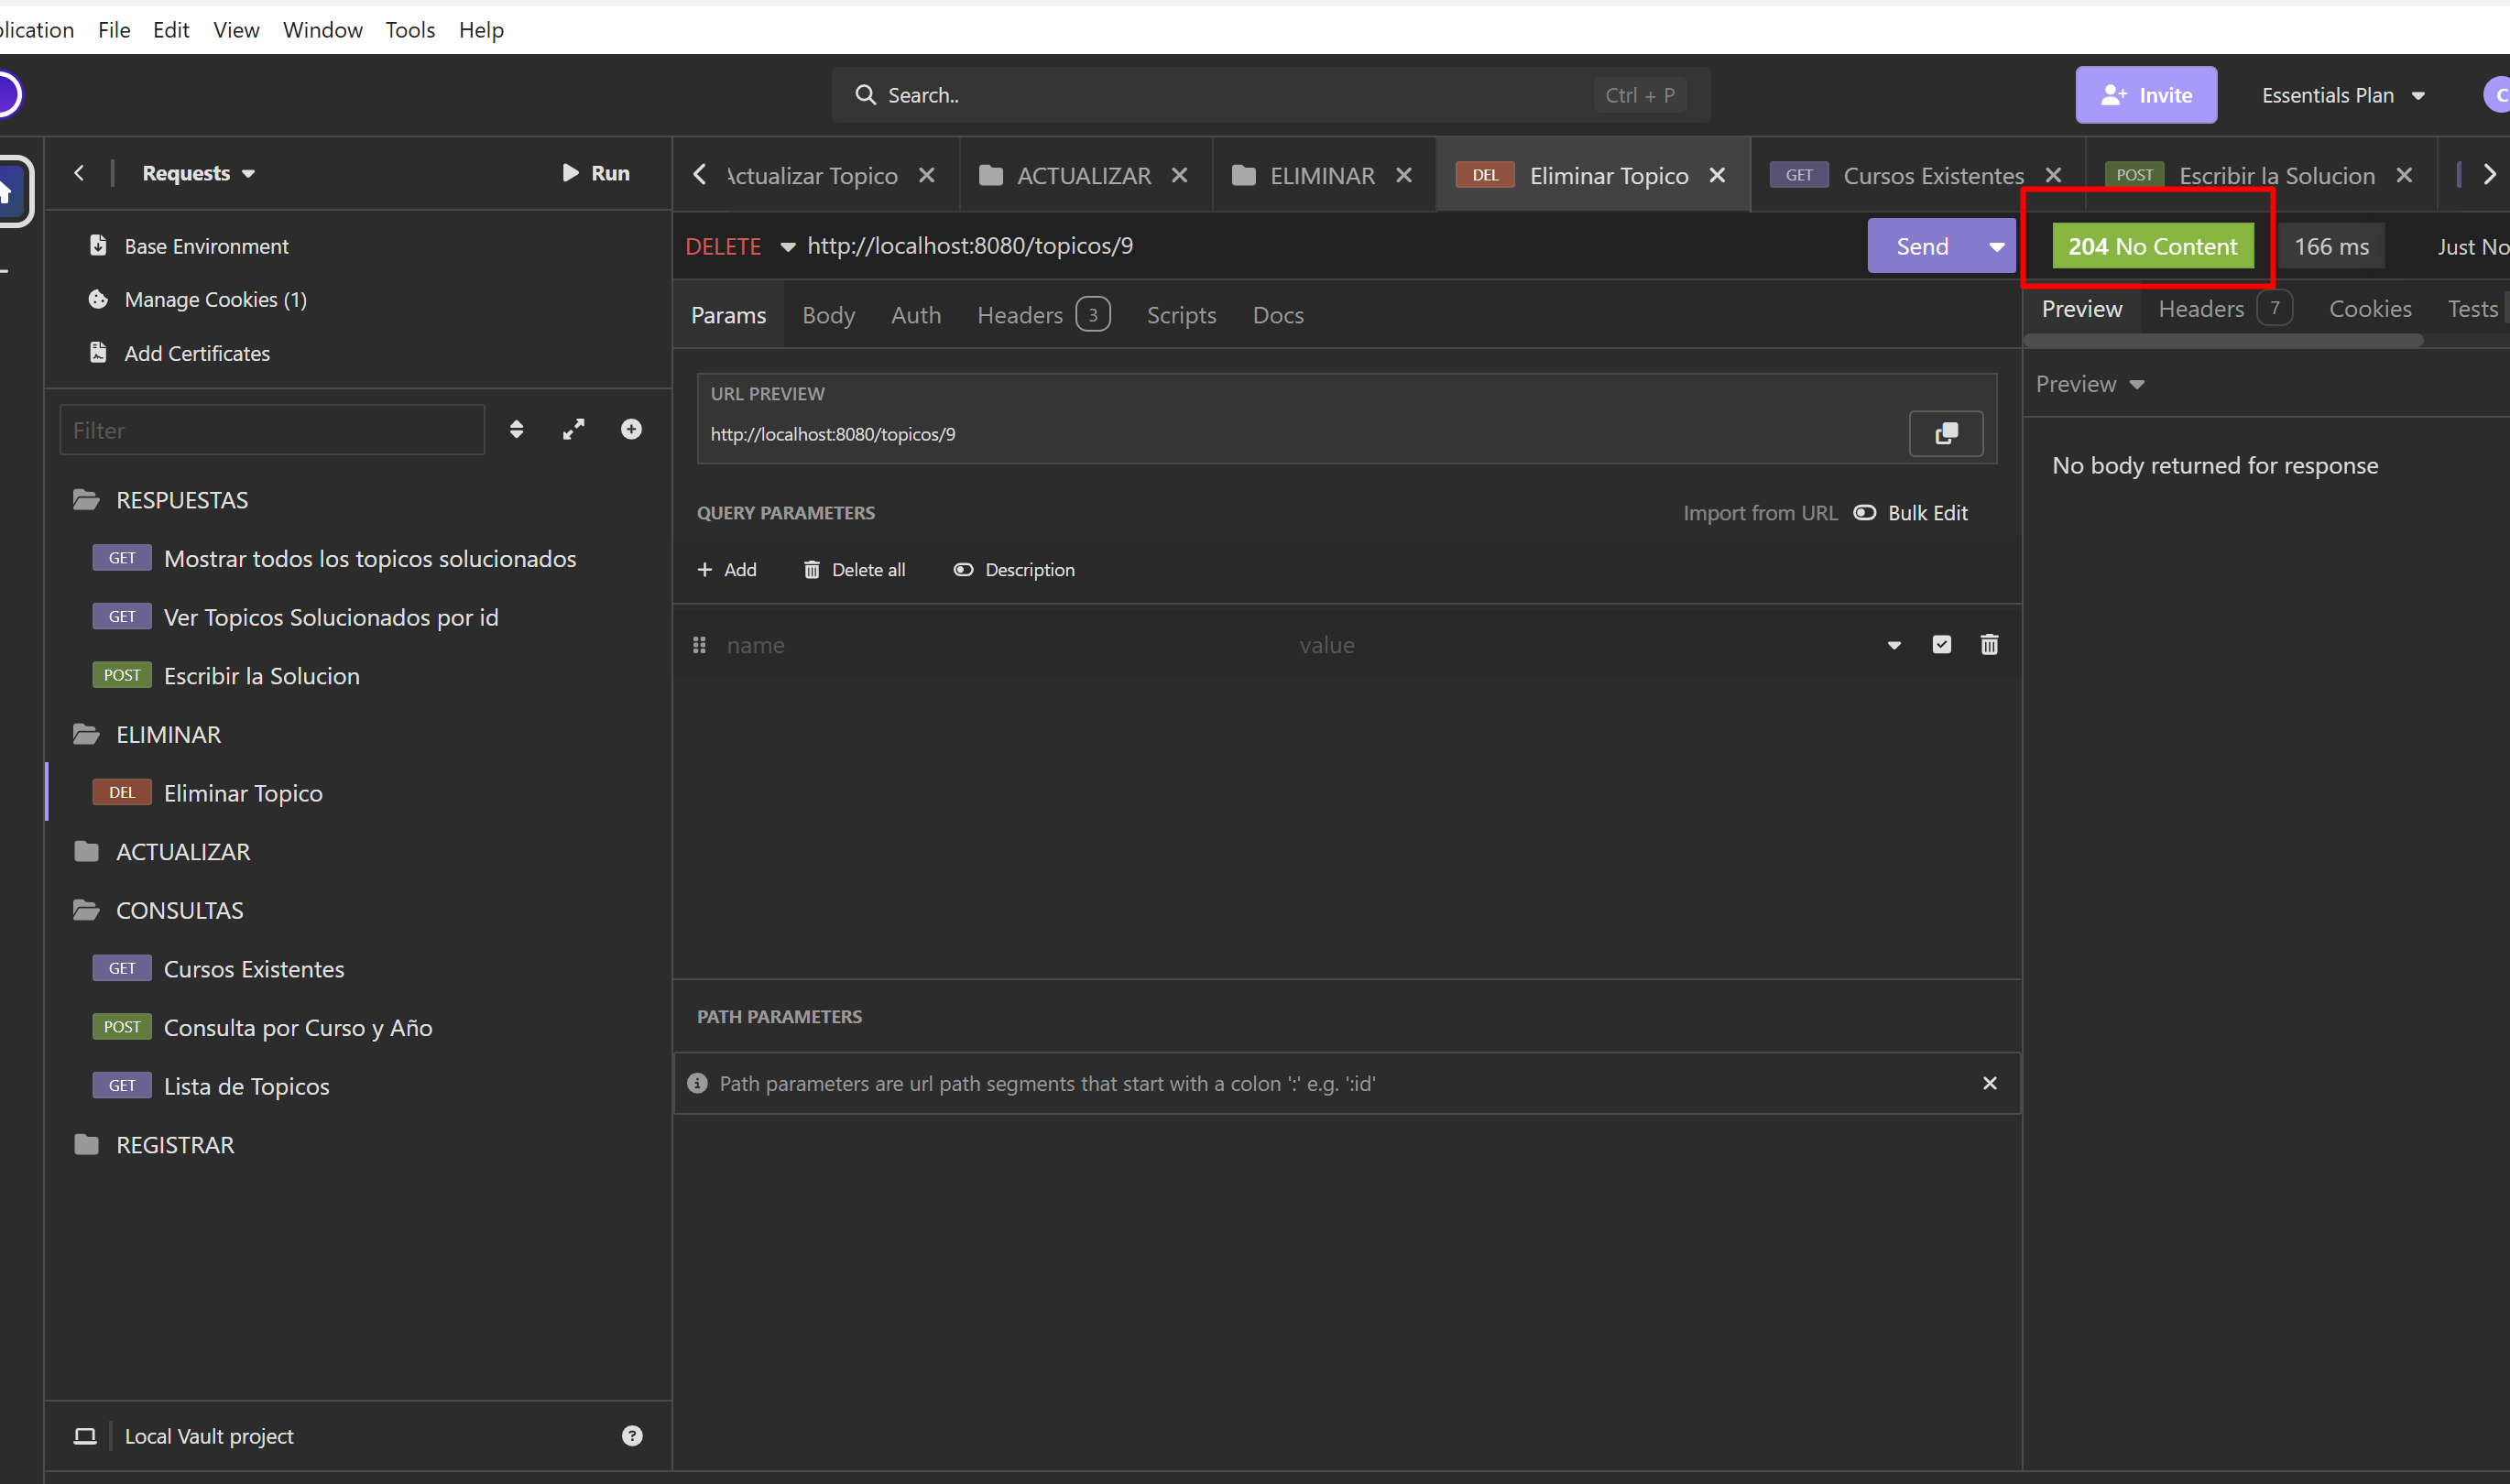 plication File Edit View Window Tools Help
Search.. Ctrl + P Invite Essentials Plan C
Requests Run
Actualizar Topico ACTUALIZAR ELIMINAR DEL Eliminar Topico GET Cursos Existentes POST Escribir la Solucion
Base Environment
Manage Cookies (1)
Add Certificates
Filter
RESPUESTAS
GET Mostrar todos los topicos solucionados
GET Ver Topicos Solucionados por id
POST Escribir la Solucion
ELIMINAR
DEL Eliminar Topico
ACTUALIZAR
CONSULTAS
GET Cursos Existentes
POST Consulta por Curso y Año
GET Lista de Topicos
REGISTRAR
Local Vault project
DELETE http://localhost:8080/topicos/9 Send
Params Body Auth Headers 3 Scripts Docs
URL PREVIEW
http://localhost:8080/topicos/9
QUERY PARAMETERS Import from URL Bulk Edit
Add Delete all Description
name value
PATH PARAMETERS
Path parameters are url path segments that start with a colon ':' e.g. ':id'
204 No Content 166 ms Just No
Preview Headers 7 Cookies Tests
Preview
No body returned for response